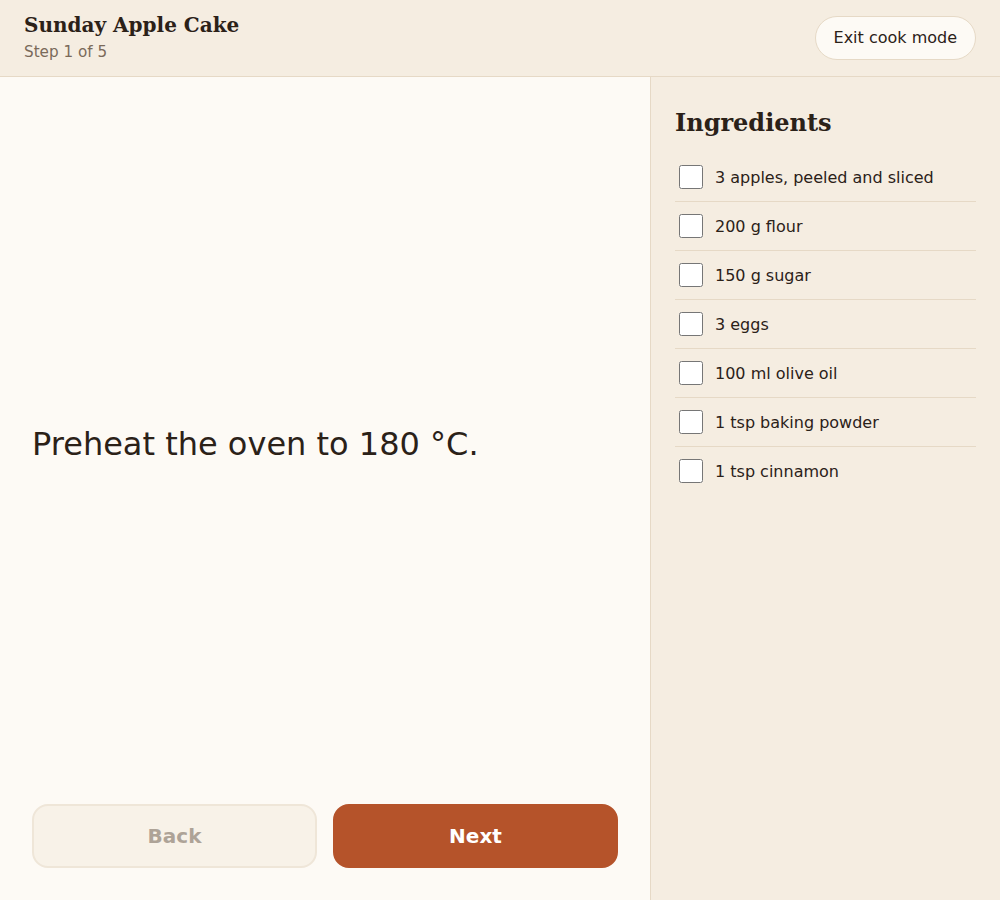 Sunday Apple Cake
Step 1 of 5
Exit cook mode
Preheat the oven to 180 °C.
Back
Next
Ingredients
3 apples, peeled and sliced
200 g flour
150 g sugar
3 eggs
100 ml olive oil
1 tsp baking powder
1 tsp cinnamon